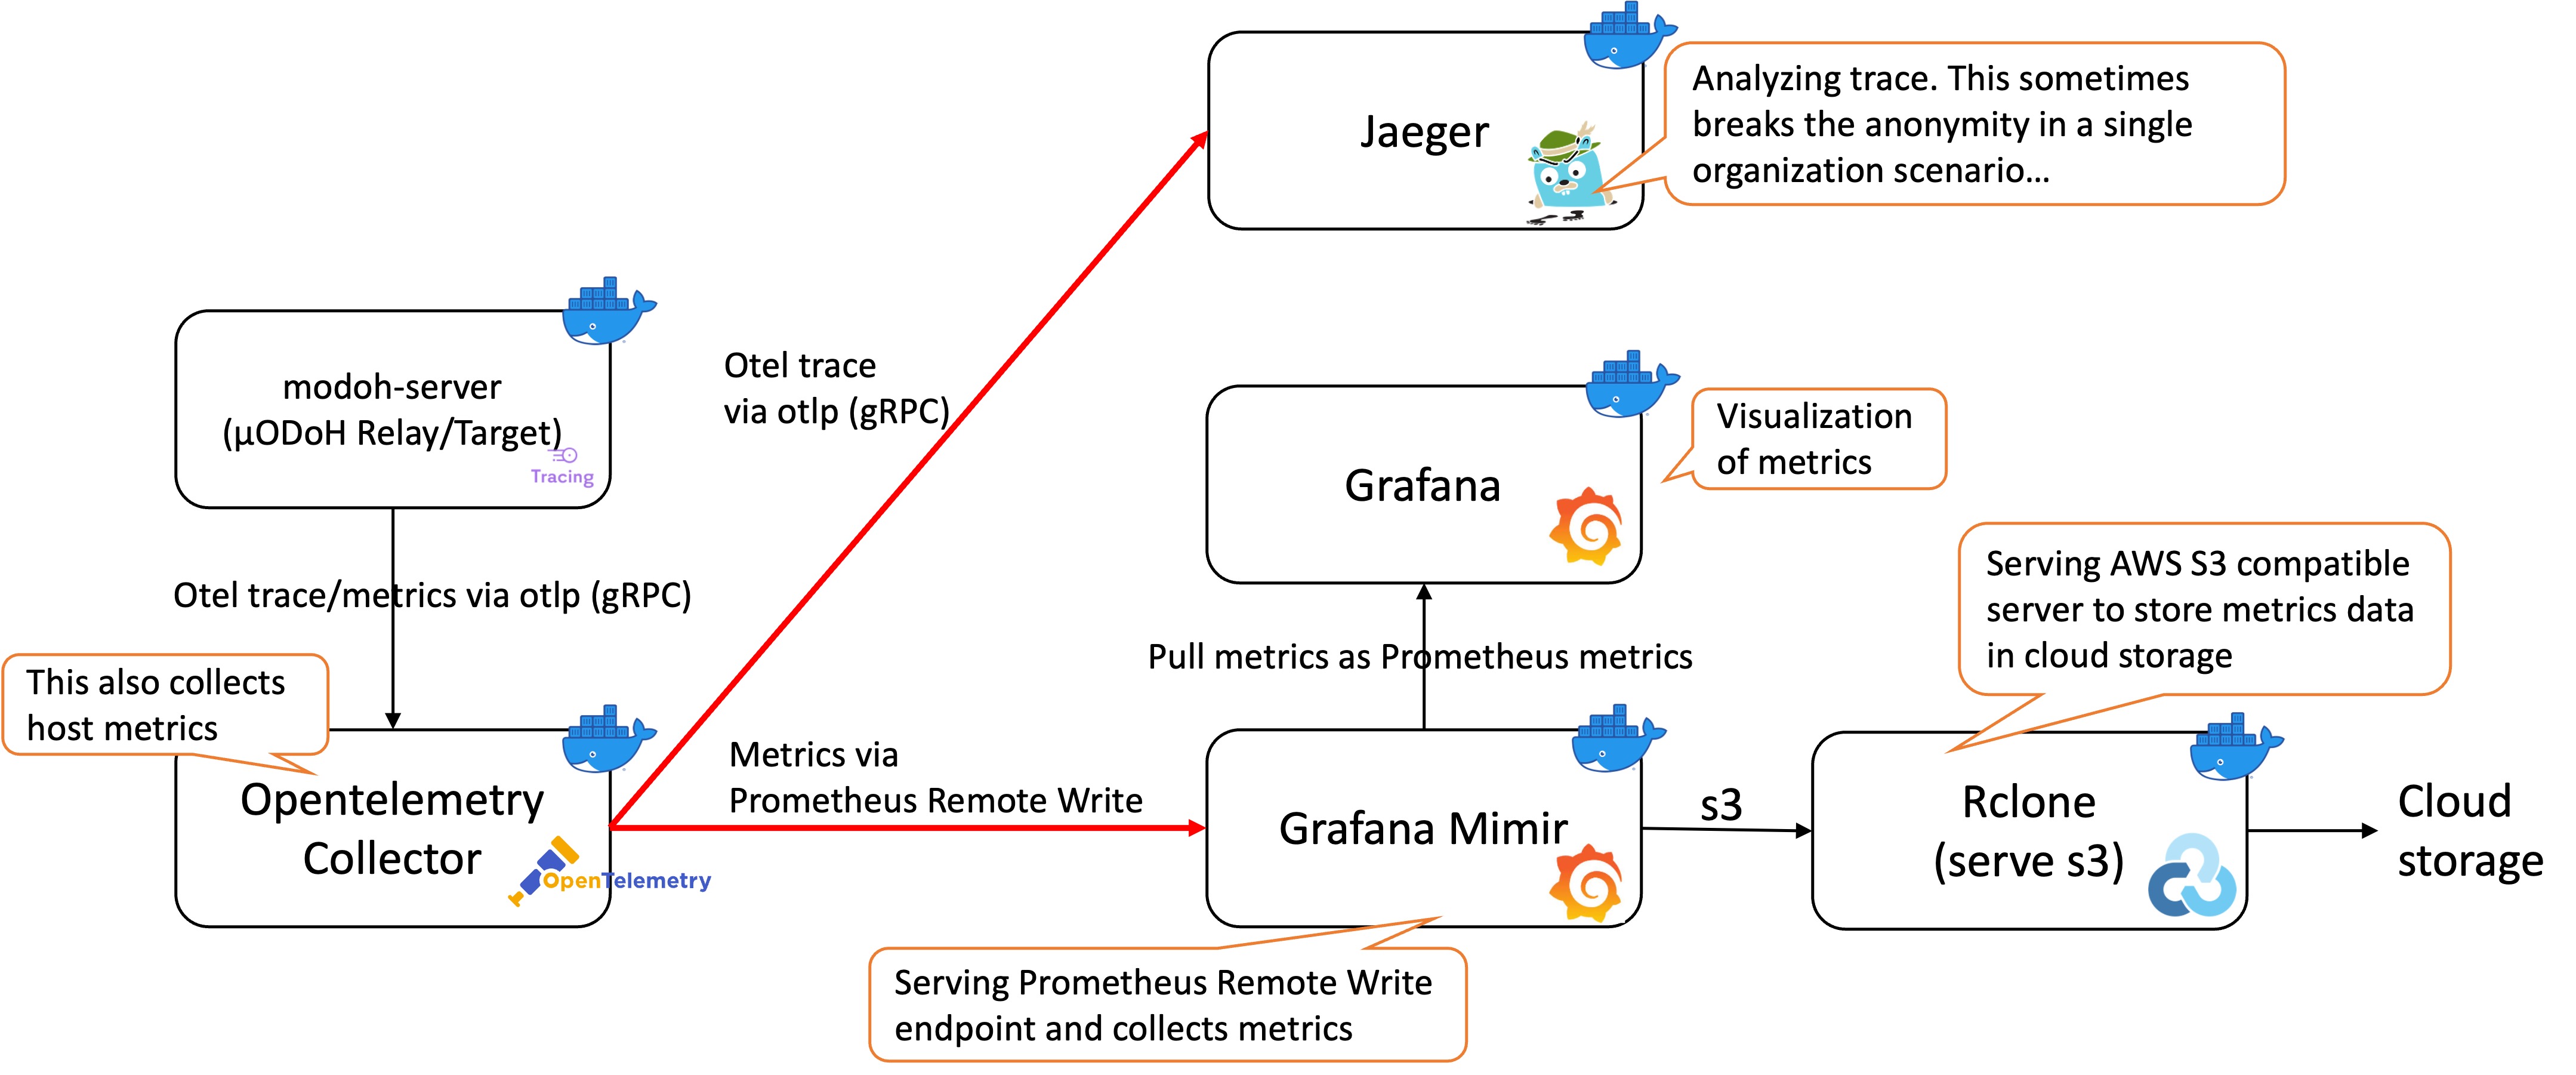 Jaeger
Analyzing trace. This sometimes
breaks the anonymity in a single
organization scenario...
modoh-server
(μODoH Relay/Target)
Tracing
Otel trace
via otlp (gRPC)
Grafana
Visualization
of metrics
Otel trace/metrics via otlp (gRPC)
Pull metrics as Prometheus metrics
Serving AWS S3 compatible
server to store metrics data
in cloud storage
This also collects
host metrics
Opentelemetry
Collector
OpenTelemetry
Metrics via
Prometheus Remote Write
Grafana Mimir
s3
Rclone
(serve s3)
Cloud
storage
Serving Prometheus Remote Write
endpoint and collects metrics